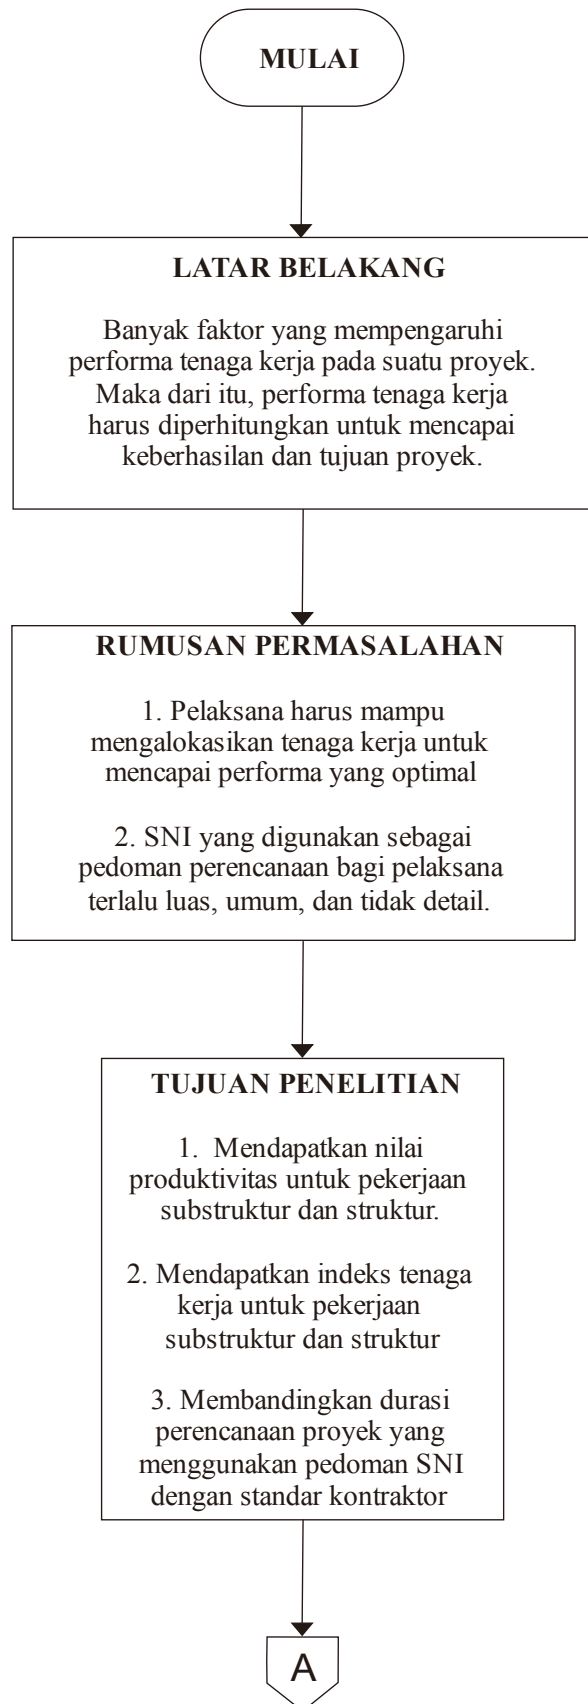 MULAI
LATAR BELAKANG
Banyak faktor yang mempengaruhi
performa tenaga kerja pada suatu proyek.
Maka dari itu, performa tenaga kerja
harus diperhitungkan untuk mencapai
keberhasilan dan tujuan proyek.
RUMUSAN PERMASALAHAN
1. Pelaksana harus mampu
mengalokasikan tenaga kerja untuk
mencapai performa yang optimal
2. SNI yang digunakan sebagai
pedoman perencanaan bagi pelaksana
terlalu luas, umum, dan tidak detail.
TUJUAN PENELITIAN
1. Mendapatkan nilai
produktivitas untuk pekerjaan
substruktur dan struktur.
2. Mendapatkan indeks tenaga
kerja untuk pekerjaan
substruktur dan struktur
3. Membandingkan durasi
perencanaan proyek yang
menggunakan pedoman SNI
dengan standar kontraktor
A